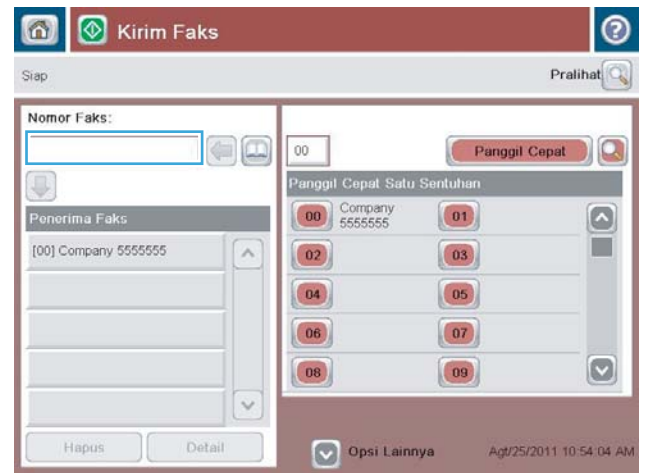 Kirim Faks
Siap
Pralihat
Nomor Faks:
00
Panggil Cepat
Panggil Cepat Satu Sentuhan
Penerima Faks
[00] Company 5555555
00 Company 5555555
01
02
03
04
05
06
07
08
09
Hapus
Detail
Opsi Lainnya
Agt/25/2011 10:54:04 AM